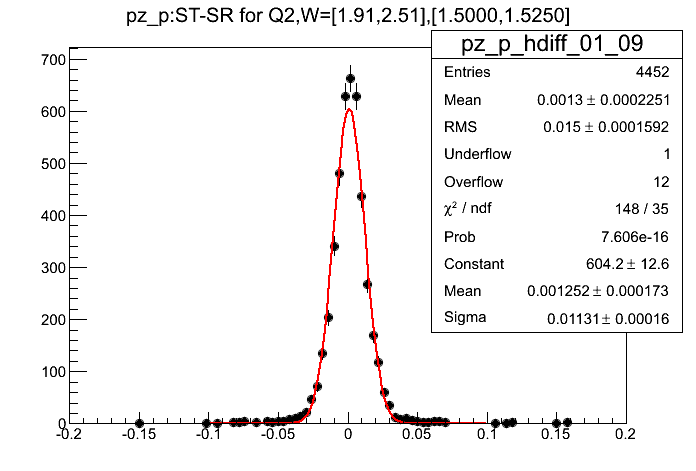 pz_p:ST-SR for Q2,W=[1.91,2.51],[1.5000,1.5250]
pz_p_hdiff_01_09
Entries 4452
Mean 0.0013 ± 0.0002251
RMS 0.015 ± 0.0001592
Underflow 1
Overflow 12
χ² / ndf 148 / 35
Prob 7.606e-16
Constant 604.2 ± 12.6
Mean 0.001252 ± 0.000173
Sigma 0.01131 ± 0.00016
700
600
500
400
300
200
100
0
-0.2 -0.15 -0.1 -0.05 0 0.05 0.1 0.15 0.2